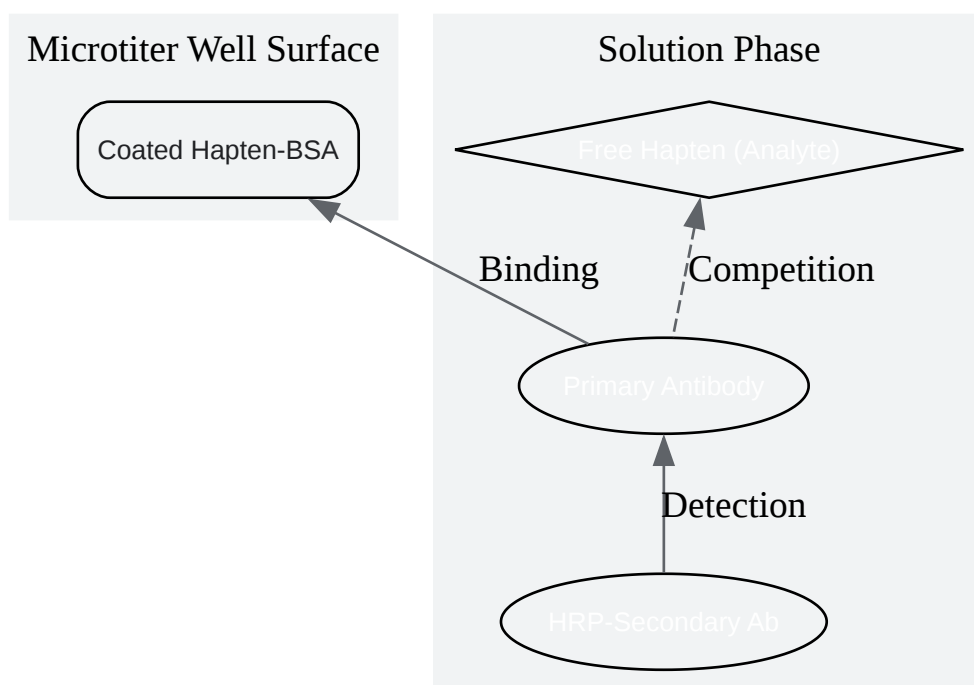 Microtiter Well Surface
Solution Phase
Coated Hapten-BSA
Free Hapten (Analyte)
Binding
Competition
Primary Antibody
Detection
HRP-Secondary Ab